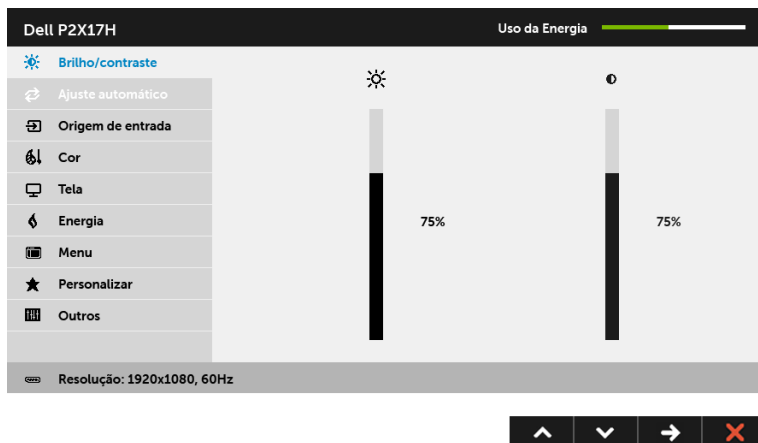 Dell P2X17H
Uso da Energia
Brilho/contraste
Ajuste automático
Origem de entrada
Cor
Tela
Energia
Menu
Personalizar
Outros
75%
75%
Resolução: 1920x1080, 60Hz